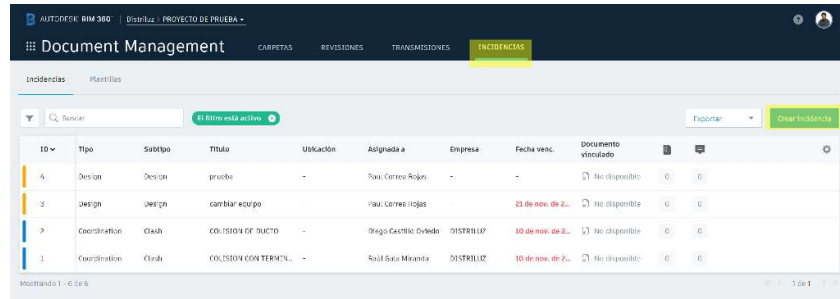 AUTODESK BIM 360™ Distriluz > PROYECTO DE PRUEBA
Document Management CARPETAS REVISIONES TRANSMISIONES INCIDENCIAS
Incidencias Plantillas
Buscar El filtro está activo Exportar Crear incidencia
ID Tipo Subtipo Título Ubicación Asignada a Empresa Fecha venc. Documento vinculado
4 Design Design prueba - Paul Correa Rojas - - No disponible 0 0
3 Design Design cambiar equipo Paul Correa Rojas 21 de nov. de 2... No disponible 0 0
2 Coordination Clash COLISION DE DUCTO - Diego Castillo Oviedo DISTRILUZ 10 de nov. de 2... No disponible 0 0
1 Coordination Clash COLISION CON TERMIN... - Raúl Gala Miranda DISTRILUZ 10 de nov. de 2... No disponible 0 0
Mostrando 1 - 6 de 6 1 de 1